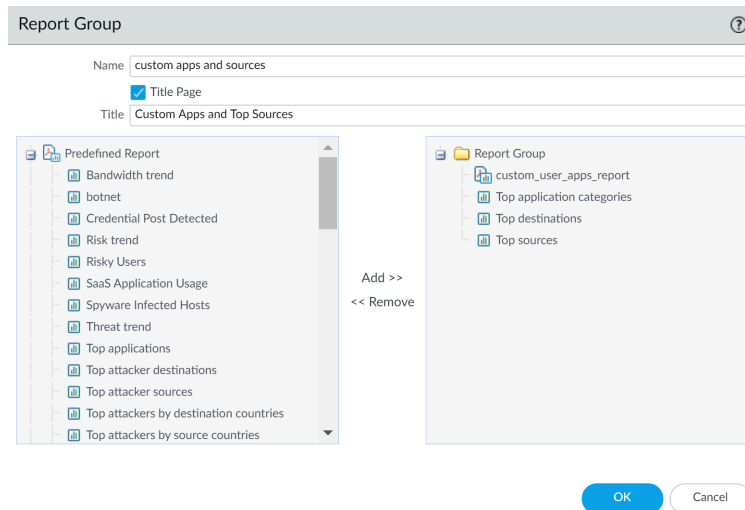 Report Group
?
Name custom apps and sources
Title Page
Title Custom Apps and Top Sources
Predefined Report
Bandwidth trend
botnet
Credential Post Detected
Risk trend
Risky Users
SaaS Application Usage
Spyware Infected Hosts
Threat trend
Top applications
Top attacker destinations
Top attacker sources
Top attackers by destination countries
Top attackers by source countries
Add >>
<< Remove
Report Group
custom_user_apps_report
Top application categories
Top destinations
Top sources
OK
Cancel